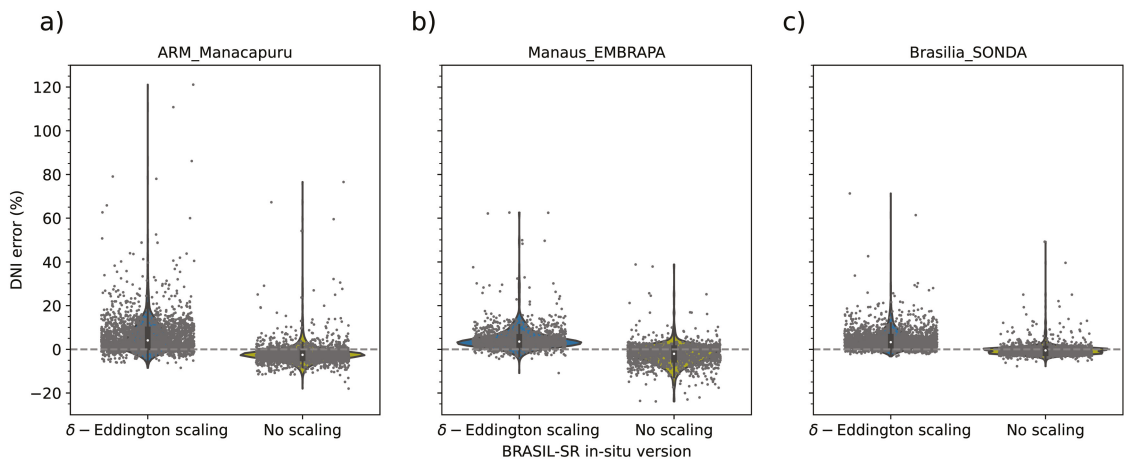 a)
b)
c)
ARM_Manacapuru
Manaus_EMBRAPA
Brasilia_SONDA
DNI error (%)
120
100
80
60
40
20
0
−20
δ − Eddington scaling
No scaling
δ − Eddington scaling
No scaling
δ − Eddington scaling
No scaling
BRASIL-SR in-situ version